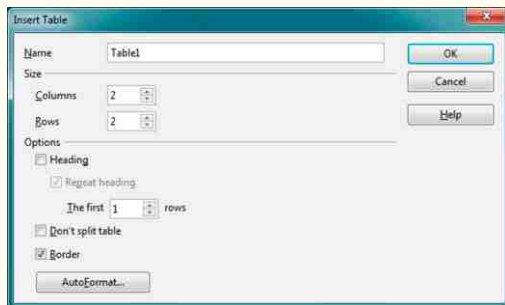 Insert Table
Name Table1
OK
Size
Cancel
Columns 2
Help
Rows 2
Options
Heading
Repeat heading
The first 1 rows
Don't split table
Border
AutoFormat...